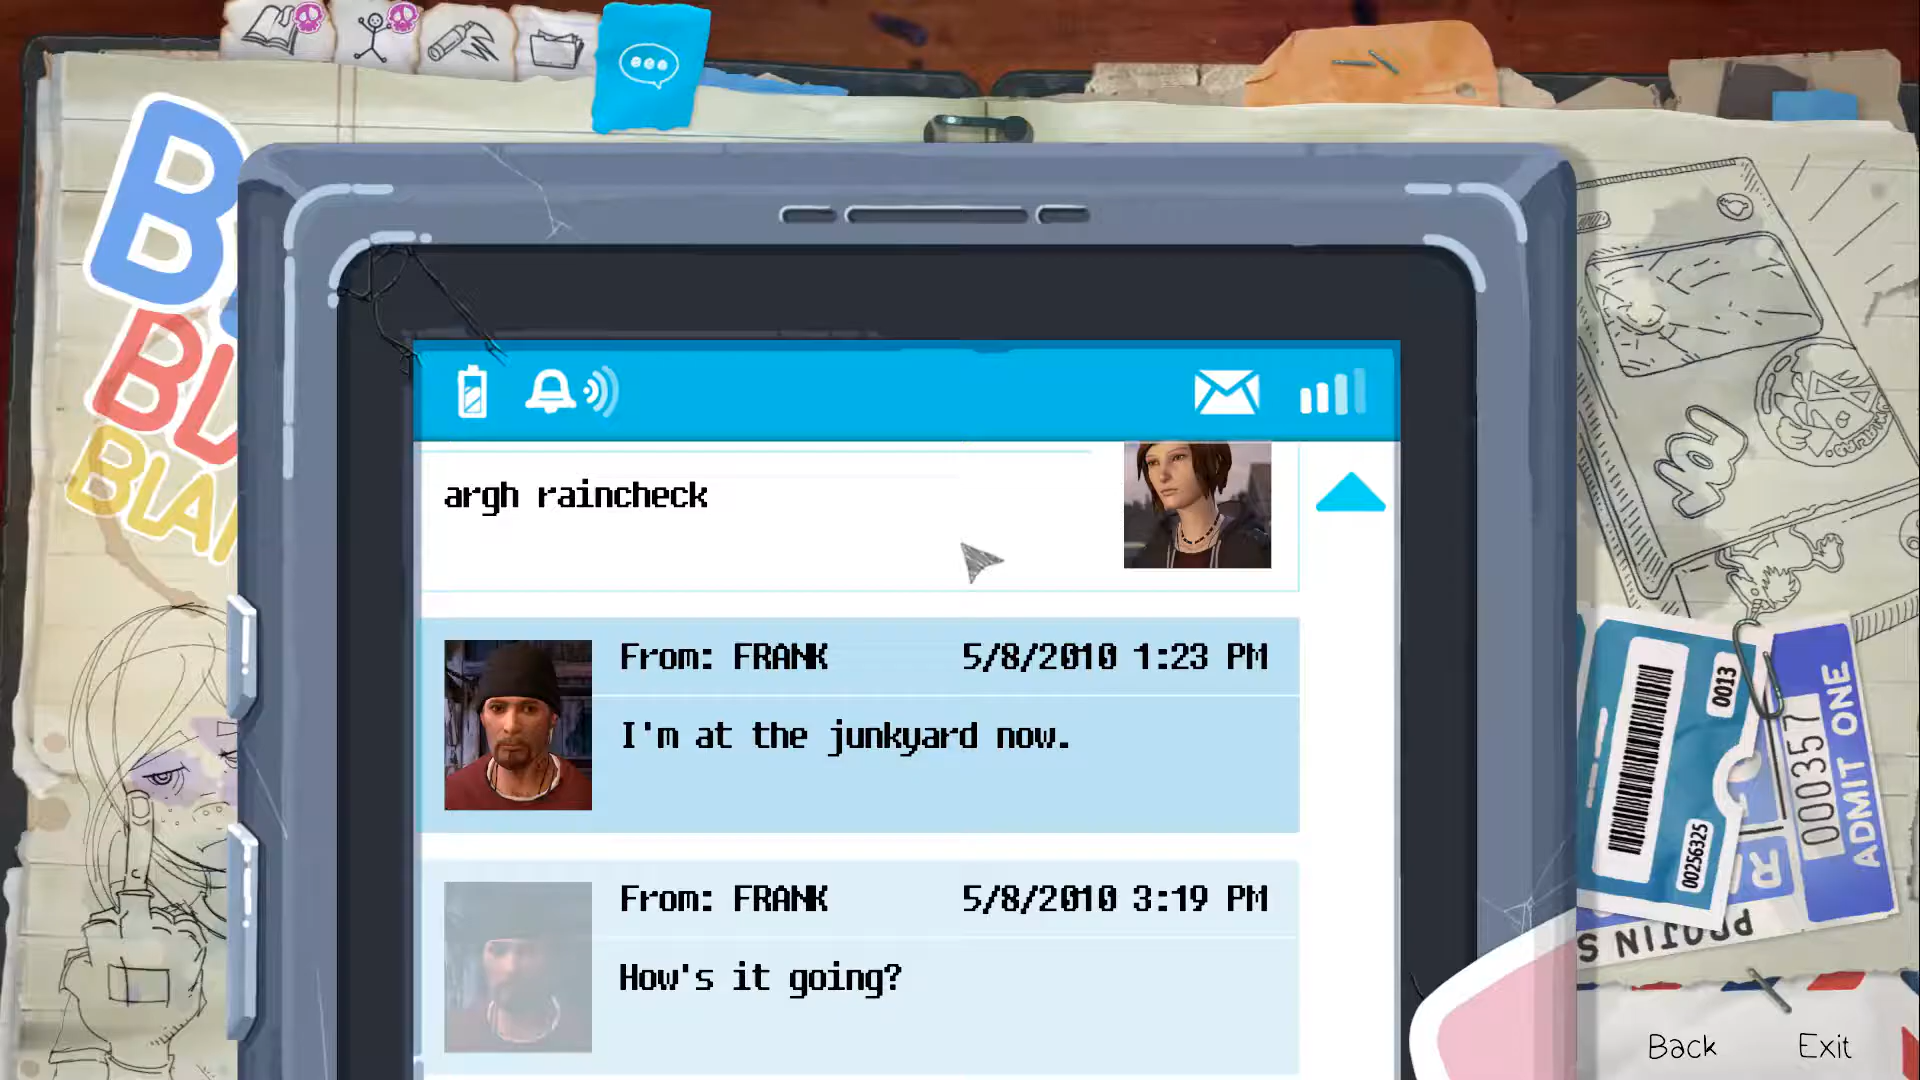 argh raincheck
From: FRANK 5/8/2010 1:23 PM
I'm at the junkyard now.
From: FRANK 5/8/2010 3:19 PM
How's it going?
0013
00256325
000357
ADMIT ONE
Back Exit